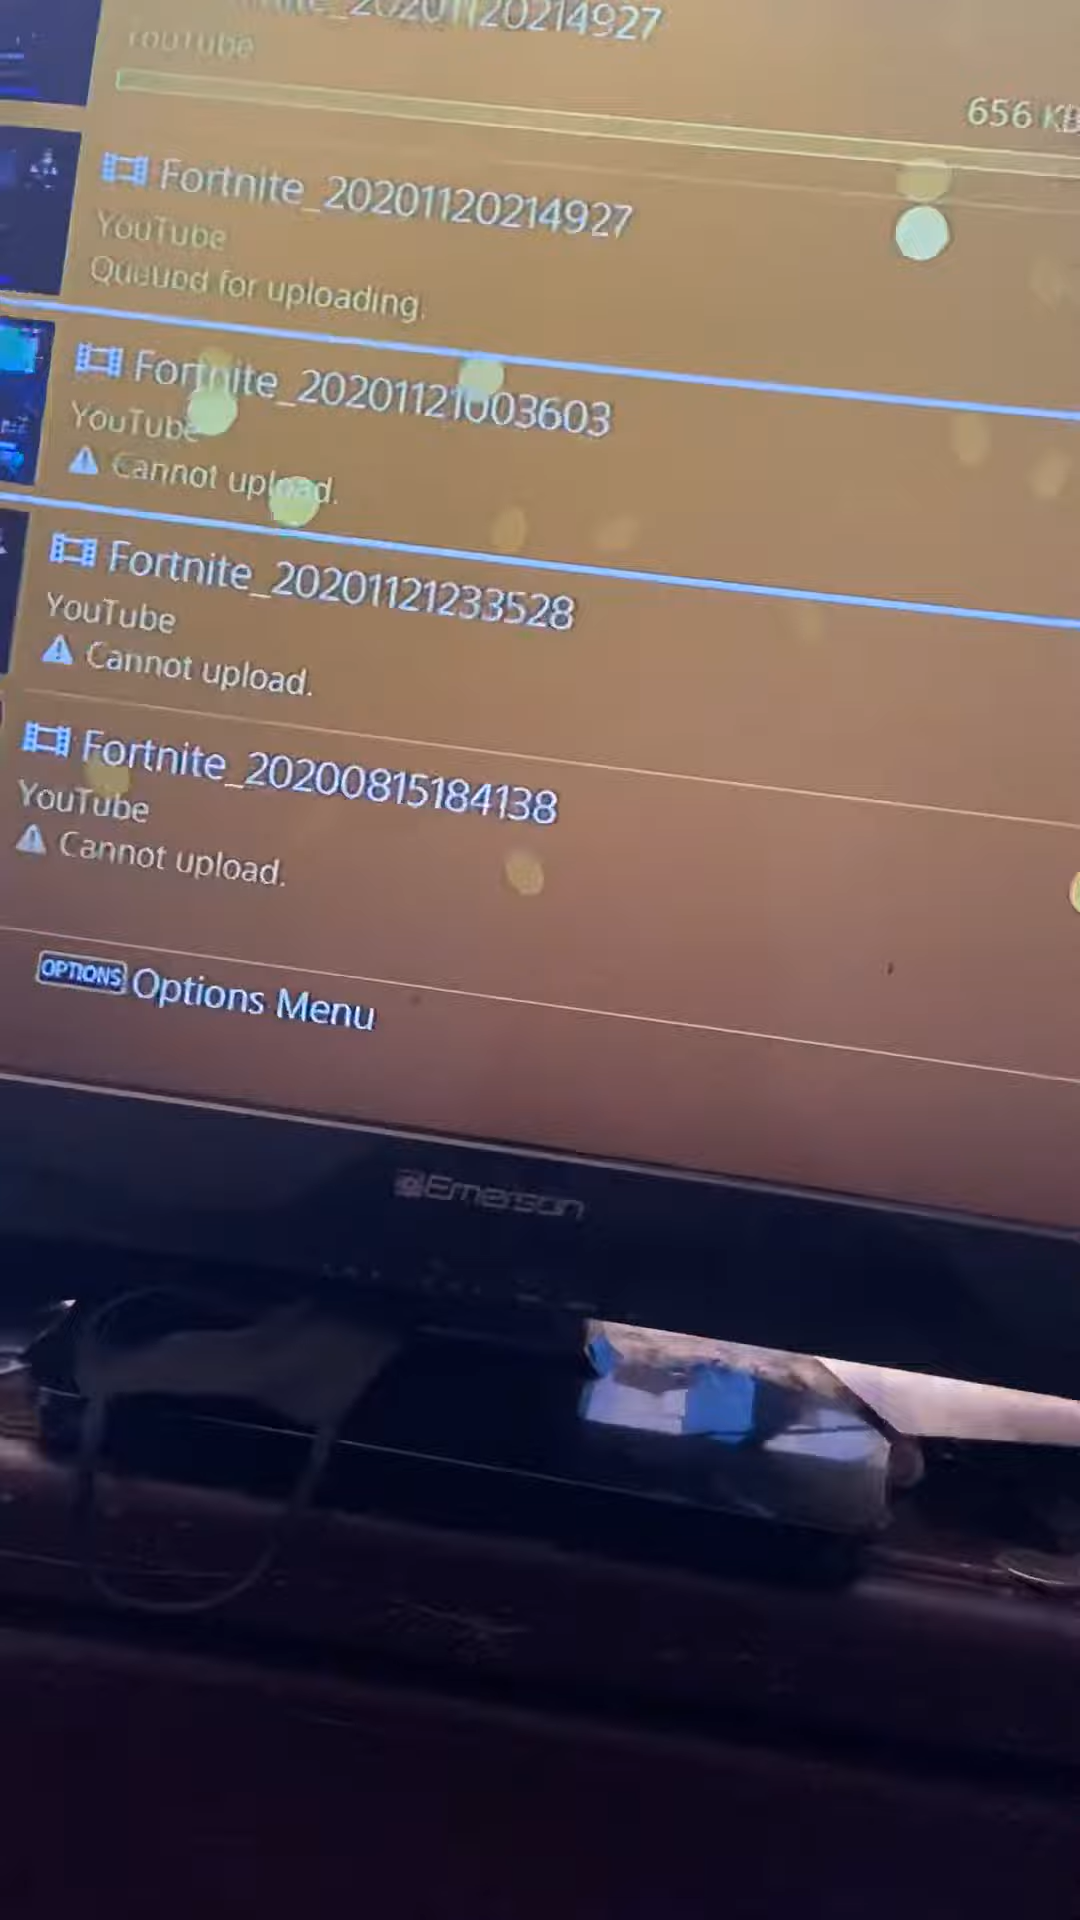 20201120214927
YouTube
656 KB
Fortnite_20201120214927
YouTube
Queued for uploading.
Fortnite_20201121003603
YouTube
Cannot upload.
Fortnite_20201121233528
YouTube
Cannot upload.
Fortnite_20200815184138
YouTube
Cannot upload.
OPTIONS Options Menu
Emerson